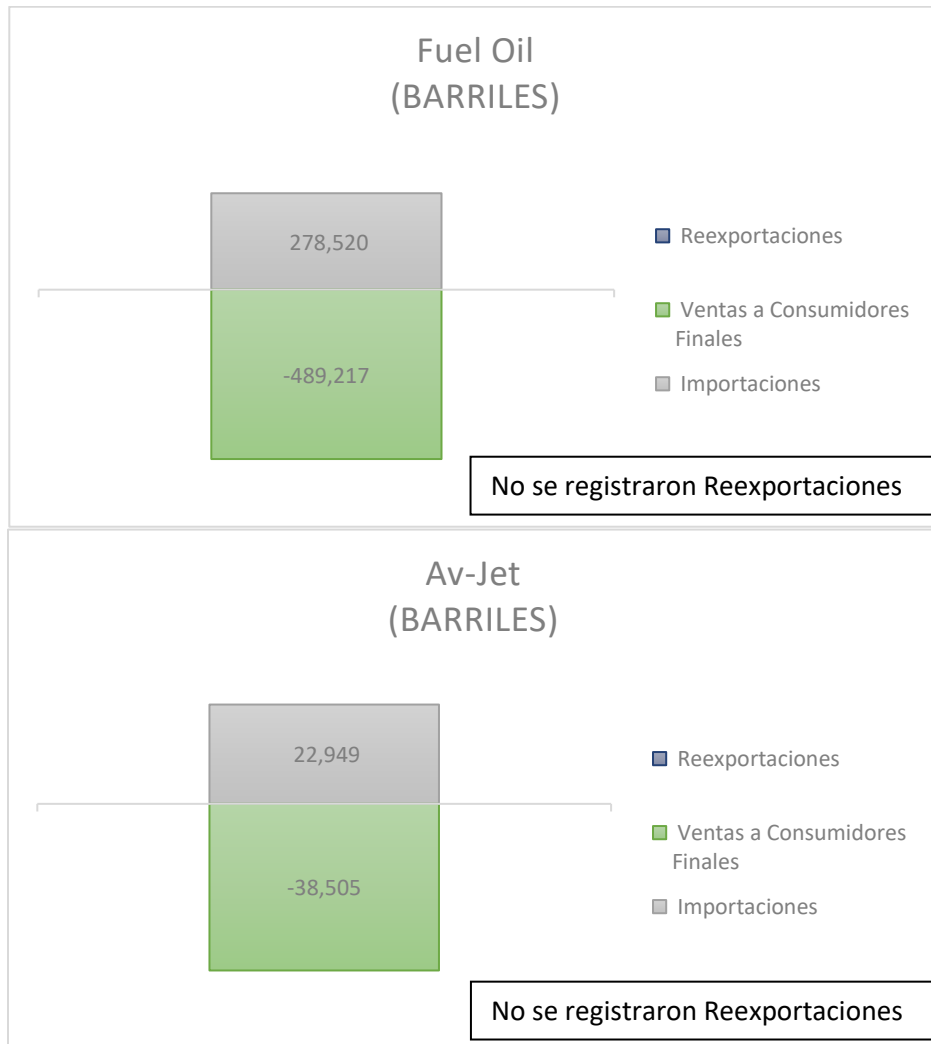 Fuel Oil
(BARRILES)
278,520
-489,217
Reexportaciones
Ventas a Consumidores
Finales
Importaciones
No se registraron Reexportaciones
Av-Jet
(BARRILES)
22,949
-38,505
Reexportaciones
Ventas a Consumidores
Finales
Importaciones
No se registraron Reexportaciones